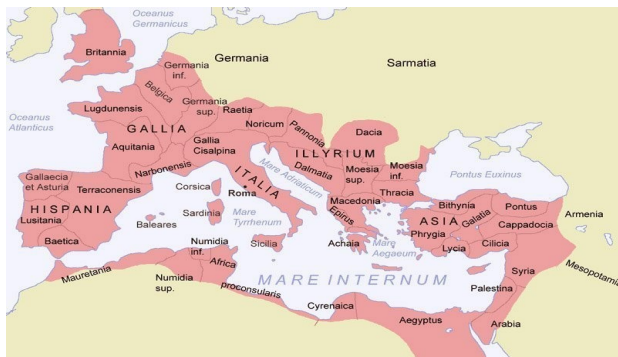 Oceanus
Germanicus
Britannia
Germania
Sarmatia
Germania
inf.
Belgica
Oceanus
Atlanticus
Lugdunensis
Germania
sup.
Raetia
GALLIA
Noricum
Pannonia
Dacia
Aquitania
Gallia
Cisalpina
ILLYRIUM
Narbonensis
Dalmatia
Moesia
sup.
Moesia
inf.
Pontus Euxinus
Gallaecia
et Asturia
Terraconensis
ITALIA
Mare Adriaticum
Corsica
Roma
Thracia
Macedonia
Bithynia
Pontus
HISPANIA
Lusitania
Sardinia
Mare
Tyrrhenum
Epirus
ASIA
Galatia
Armenia
Cappadocia
Baleares
Phrygia
Baetica
Numidia
inf.
Sicilia
Achaia
Mare
Aegaeum
Lycia
Cilicia
Mauretania
Africa
Numidia
sup.
proconsularis
MARE INTERNUM
Syria
Mesopotamia
Palestina
Cyrenaica
Aegyptus
Arabia